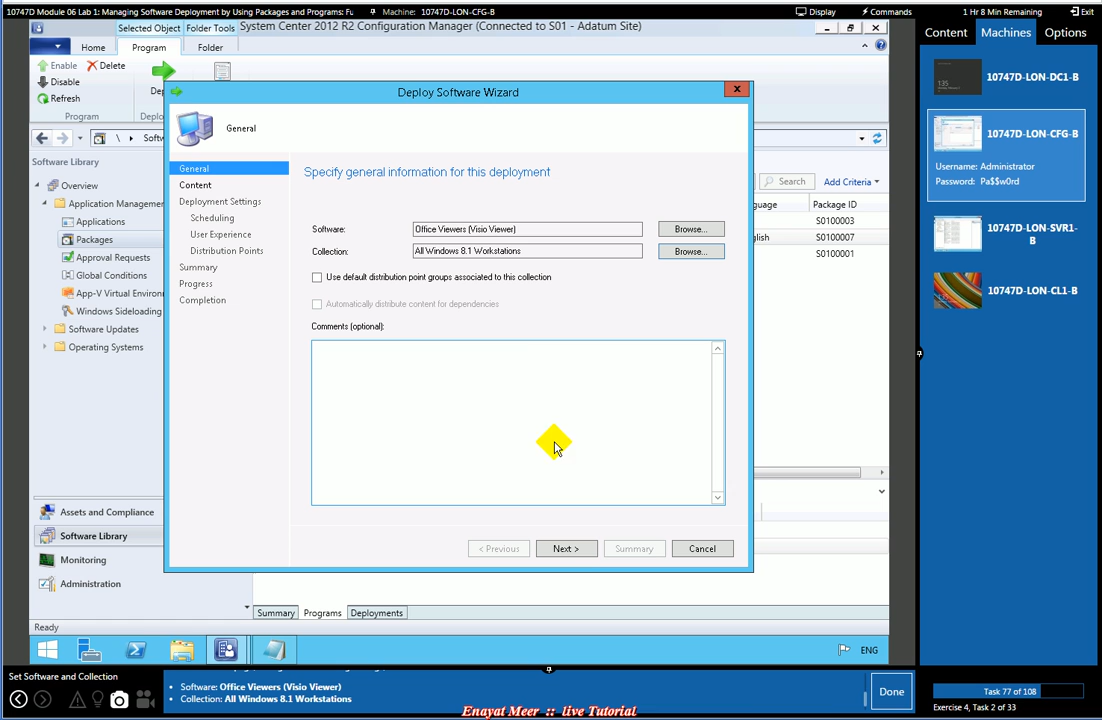 10747D Module 06 Lab 1: Managing Software Deployment by Using Packages and Programs: Fu
Machine: 10747D-LON-CFG-B
Display
Commands
1 Hr 8 Min Remaining
Exit
Selected Object
Folder Tools
System Center 2012 R2 Configuration Manager (Connected to S01 - Adatum Site)
Home
Program
Folder
Enable
Delete
Disable
Refresh
Dep
Program
Deplo
\
Softw
Software Library
Overview
Application Managemen
Applications
Packages
Approval Requests
Global Conditions
App-V Virtual Environ
Windows Sideloading
Software Updates
Operating Systems
Assets and Compliance
Software Library
Monitoring
Administration
Ready
Search
Add Criteria
guage
Package ID
S0100003
glish
S0100007
S0100001
Summary
Programs
Deployments
Deploy Software Wizard
General
General
Content
Deployment Settings
Scheduling
User Experience
Distribution Points
Summary
Progress
Completion
Specify general information for this deployment
Software:
Office Viewers (Visio Viewer)
Browse...
Collection:
All Windows 8.1 Workstations
Browse...
Use default distribution point groups associated to this collection
Automatically distribute content for dependencies
Comments (optional):
< Previous
Next >
Summary
Cancel
ENG
Content
Machines
Options
10747D-LON-DC1-B
10747D-LON-CFG-B
Username: Administrator
Password: Pa$$w0rd
10747D-LON-SVR1-
B
10747D-LON-CL1-B
Set Software and Collection
• Software: Office Viewers (Visio Viewer)
• Collection: All Windows 8.1 Workstations
Done
Task 77 of 108
Exercise 4, Task 2 of 33
Enayat Meer :: live Tutorial